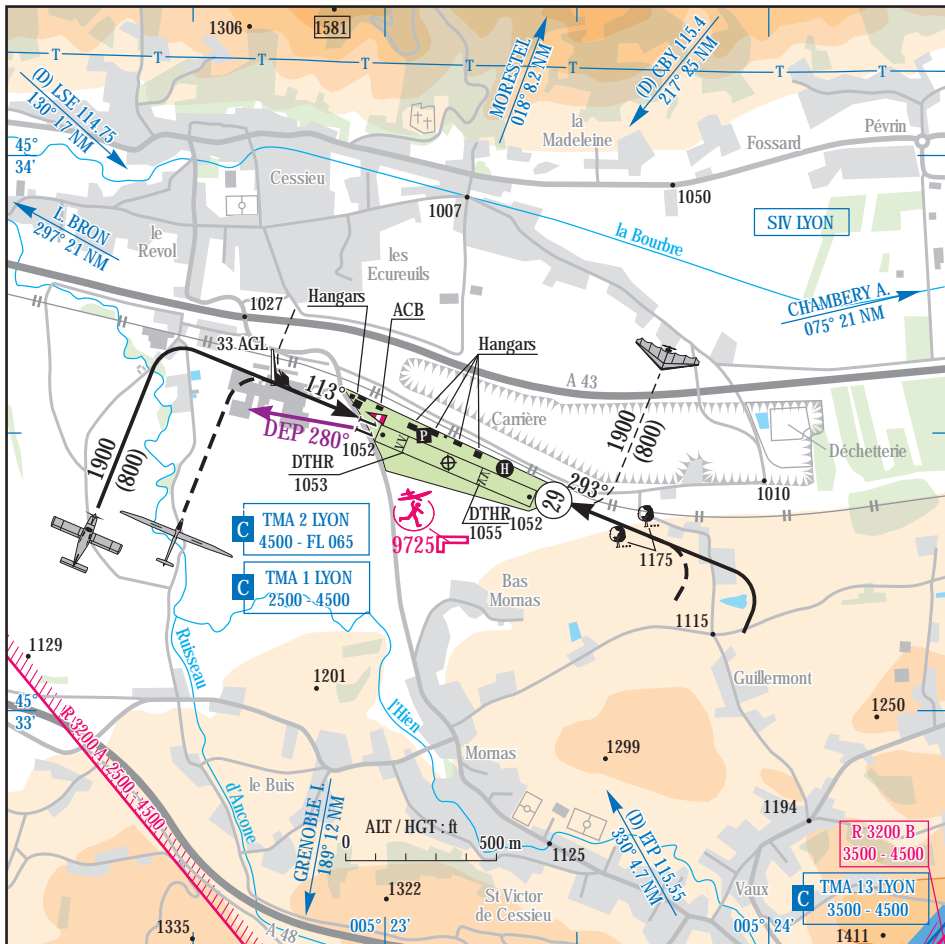 1306
1581
T
T
T
T
T
(D) LSE 114.75
130° 17 NM
MORESTEL
018° 8.2 NM
(D) CBY 115.4
217° 25 NM
la
Madeleine
Fossard
Pévrin
45°
34'
Cessieu
1050
1007
L. BRON
297° 21 NM
le
Revol
la Bourbre
SIV LYON
les
Ecureuils
CHAMBERY A.
075° 21 NM
Hangars
ACB
1027
33 AGL
Hangars
A 43
113°
Carrière
1900
(800)
DEP 280°
P
Déchetterie
1052
DTHR
1053
H
293°
1900
(800)
29
1010
DTHR
1055
1052
C
TMA 2 LYON
4500 - FL 065
9725
1175
C
TMA 1 LYON
2500 - 4500
Bas
Mornas
1129
Ruisseau
d'Ancone
1115
1201
l'Hien
Guillermont
45°
33'
R 3200 A 2500 - 4500
1250
Mornas
1299
le Buis
GRENOBLE I.
189° 12 NM
(D) ETP 115.55
330° 4.7 NM
1194
ALT / HGT : ft
0
500 m
1125
R 3200 B
3500 - 4500
1322
St Victor
de Cessieu
Vaux
C
TMA 13 LYON
3500 - 4500
1335
A 48
005° 23'
005° 24'
1411